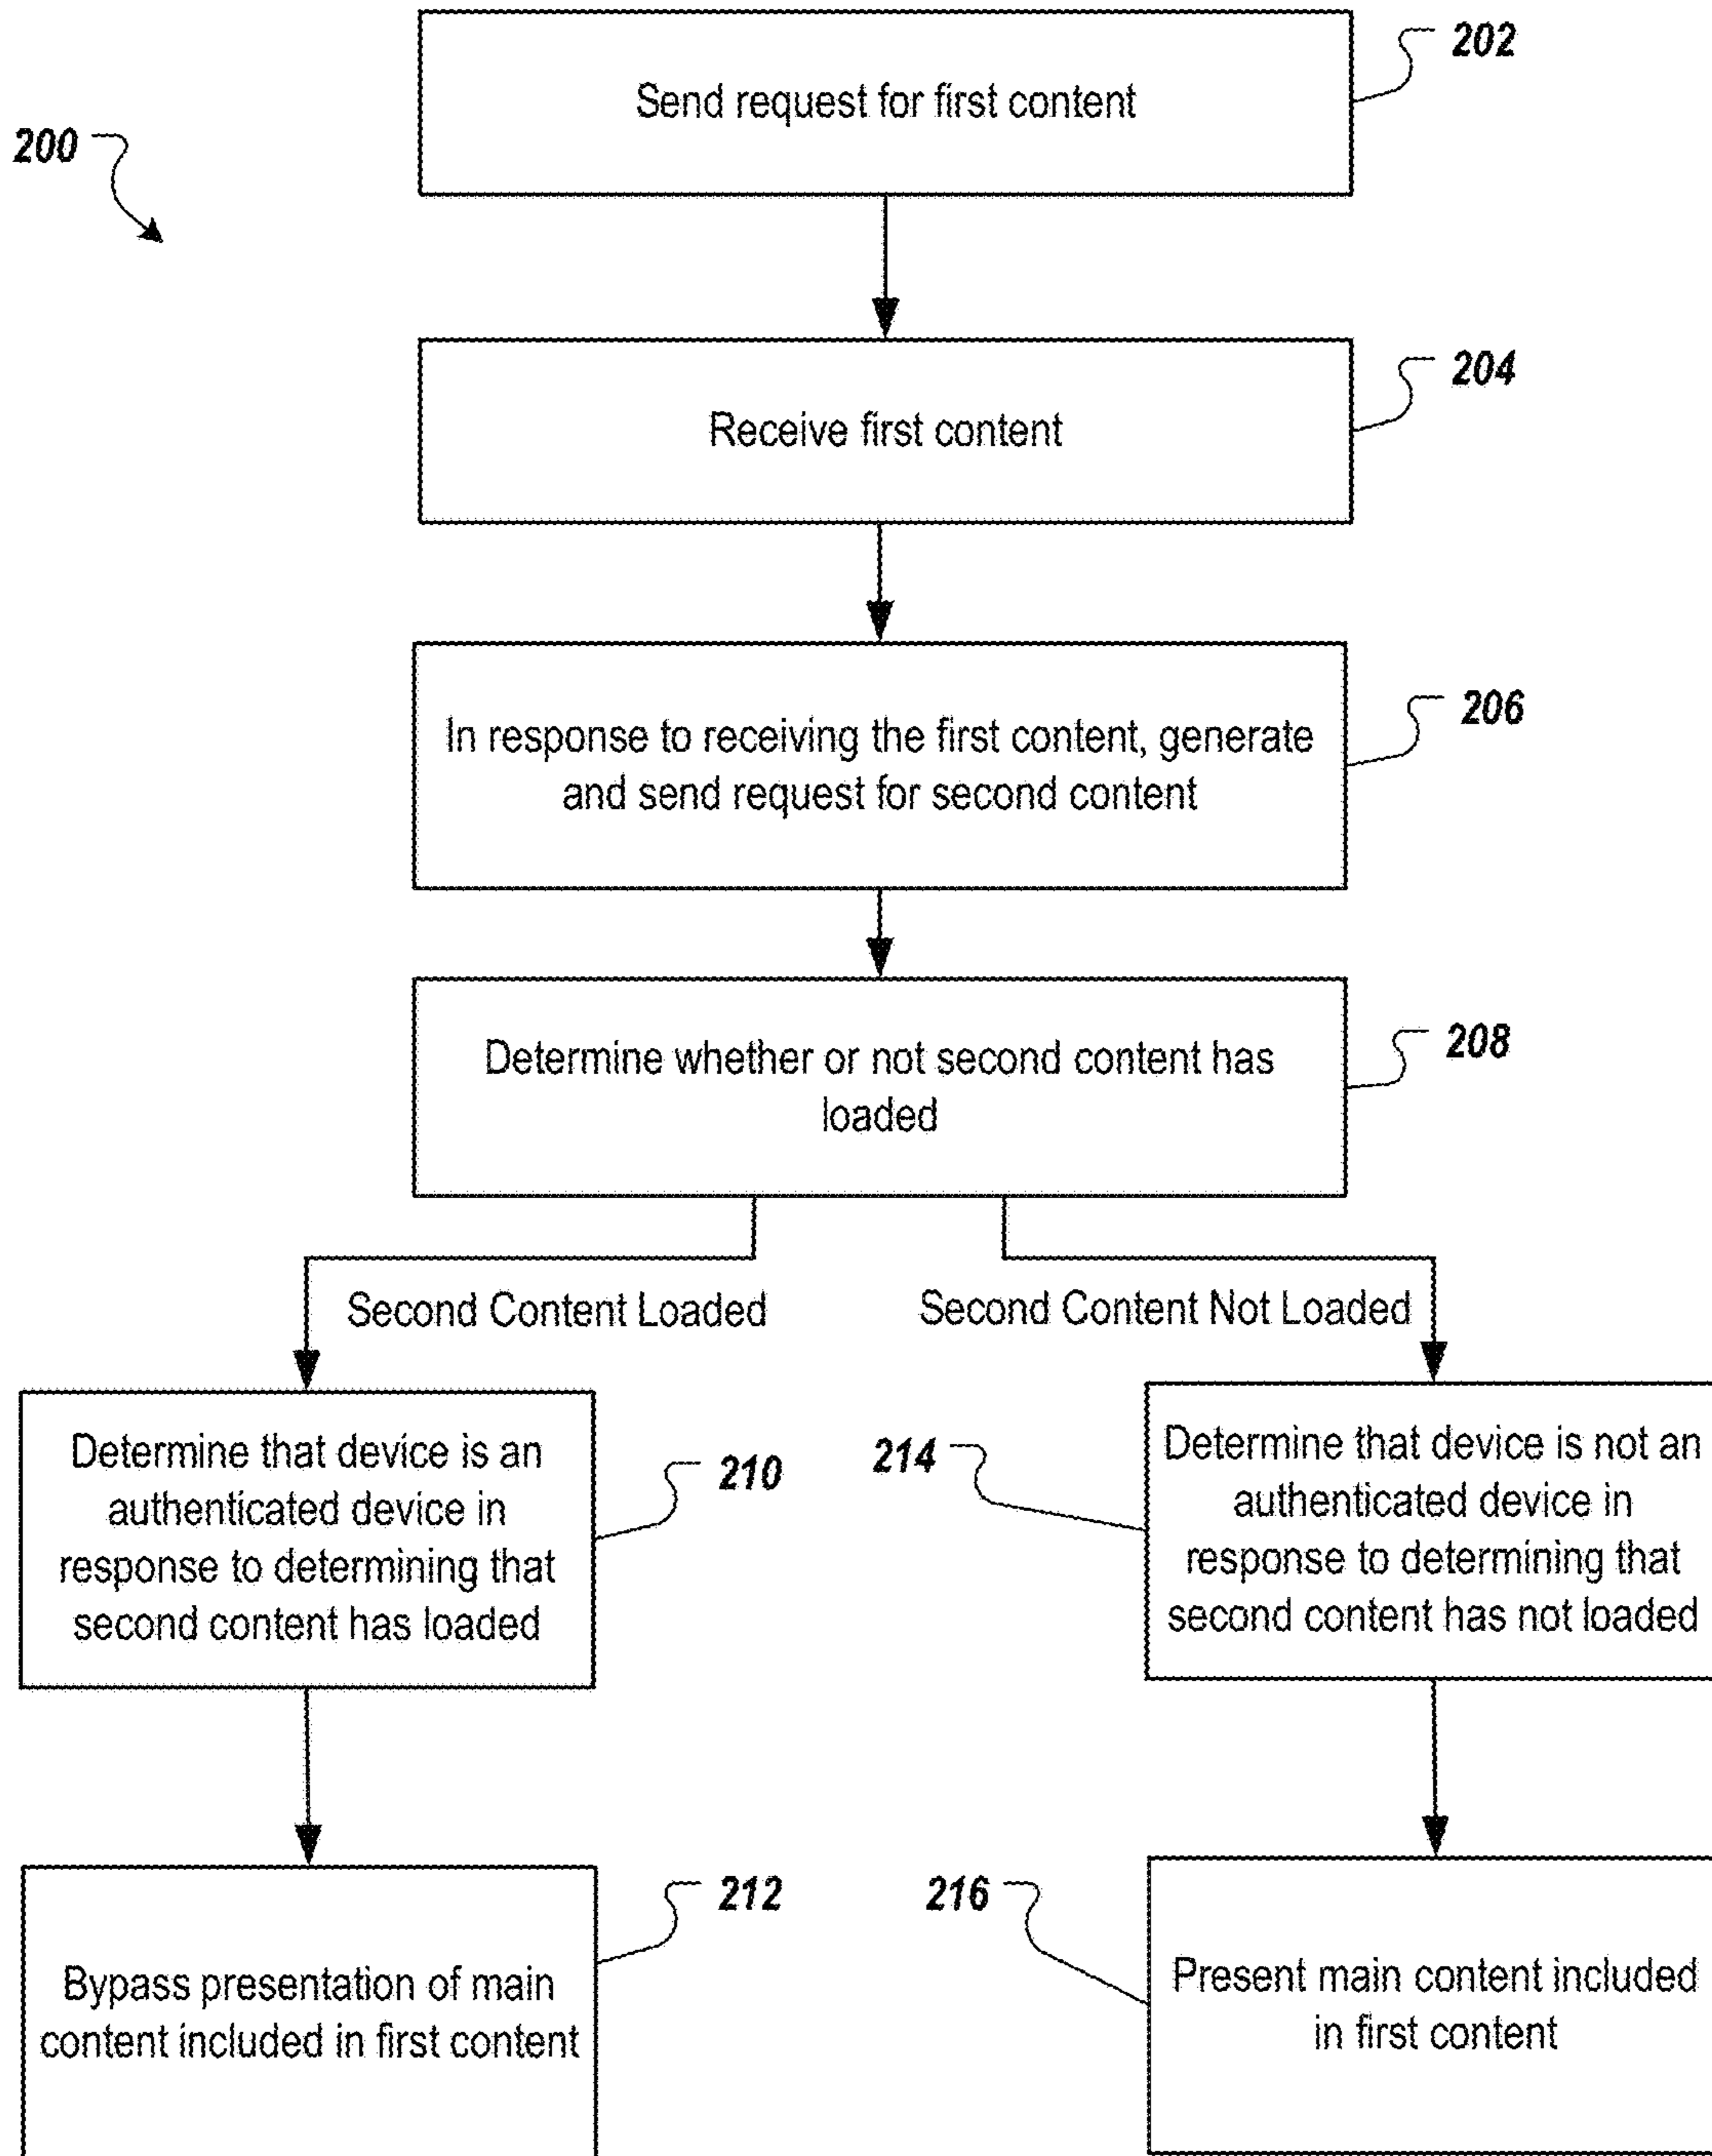 202
Send request for first content
200
204
Receive first content
206
In response to receiving the first content, generate
and send request for second content
208
Determine whether or not second content has
loaded
Second Content Loaded
Second Content Not Loaded
Determine that device is an
authenticated device in
response to determining that
second content has loaded
210
214
Determine that device is not an
authenticated device in
response to determining that
second content has not loaded
212
216
Bypass presentation of main
content included in first content
Present main content included
in first content